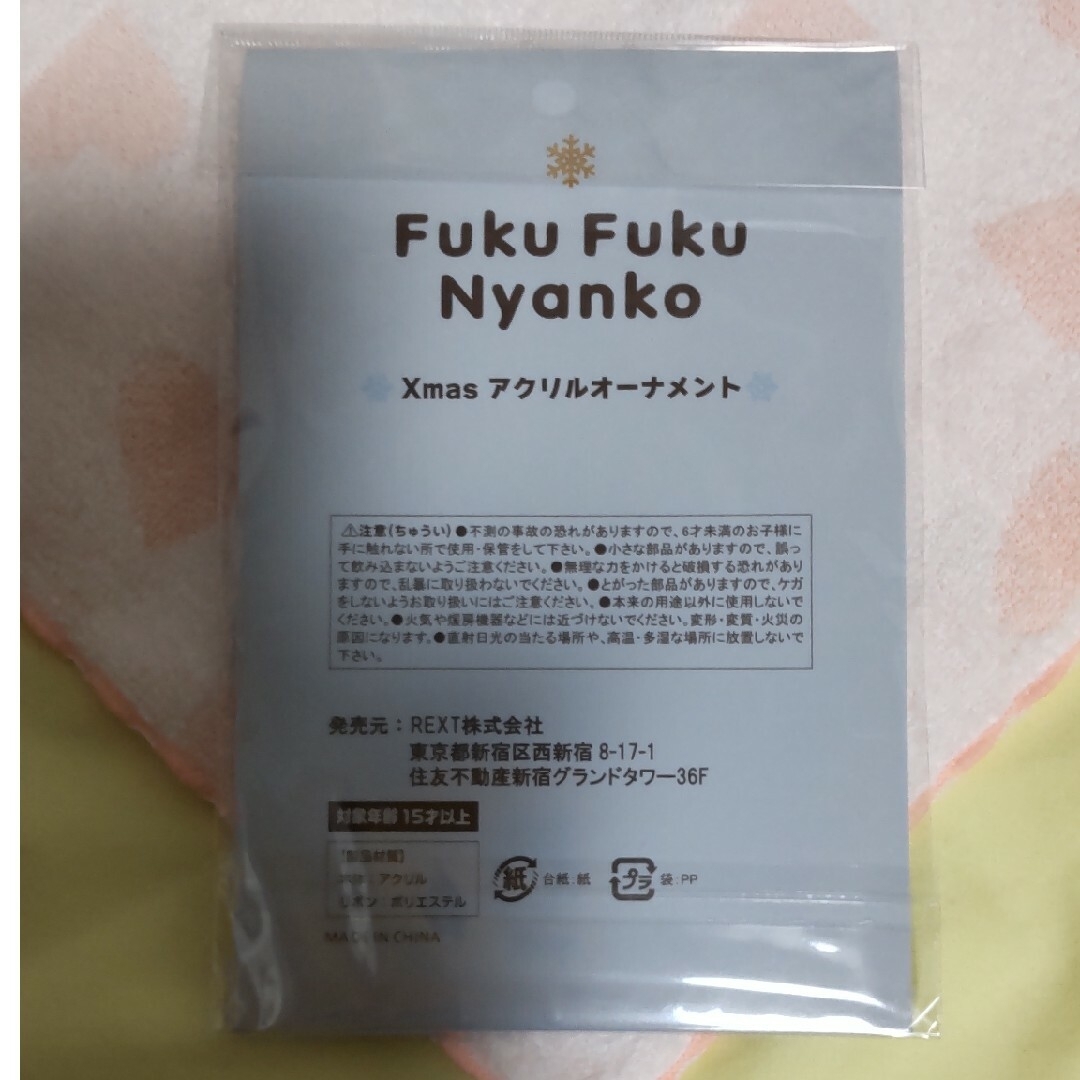 Fuku Fuku
Nyanko
Xmas アクリルオーナメント
⚠注意(ちゅうい)●不測の事故の恐れがありますので、6才未満のお子様に
手に触れない所で使用・保管をして下さい。●小さな部品がありますので、誤っ
て飲み込まないようご注意ください。●無理な力をかけると破損する恐れがあり
ますので、乱暴に取り扱わないでください。●とがった部品がありますので、ケガ
をしないようお取り扱いにはご注意ください、●本来の用途以外に使用しないで
ください。●火気や煖房機器などには近づけないでください。変形・変質・火災の
原因になります。●直射日光の当たる場所や、高温・多湿な場所に放置しないで
下さい。
発売元：REXT株式会社
東京都新宿区西新宿 8-17-1
住友不動産新宿グランドタワー36F
対象年齢 15才以上
[製品材質]
本体：アクリル
リボン：ポリエステル
紙 台紙：紙
プラ 袋：PP
MADE IN CHINA